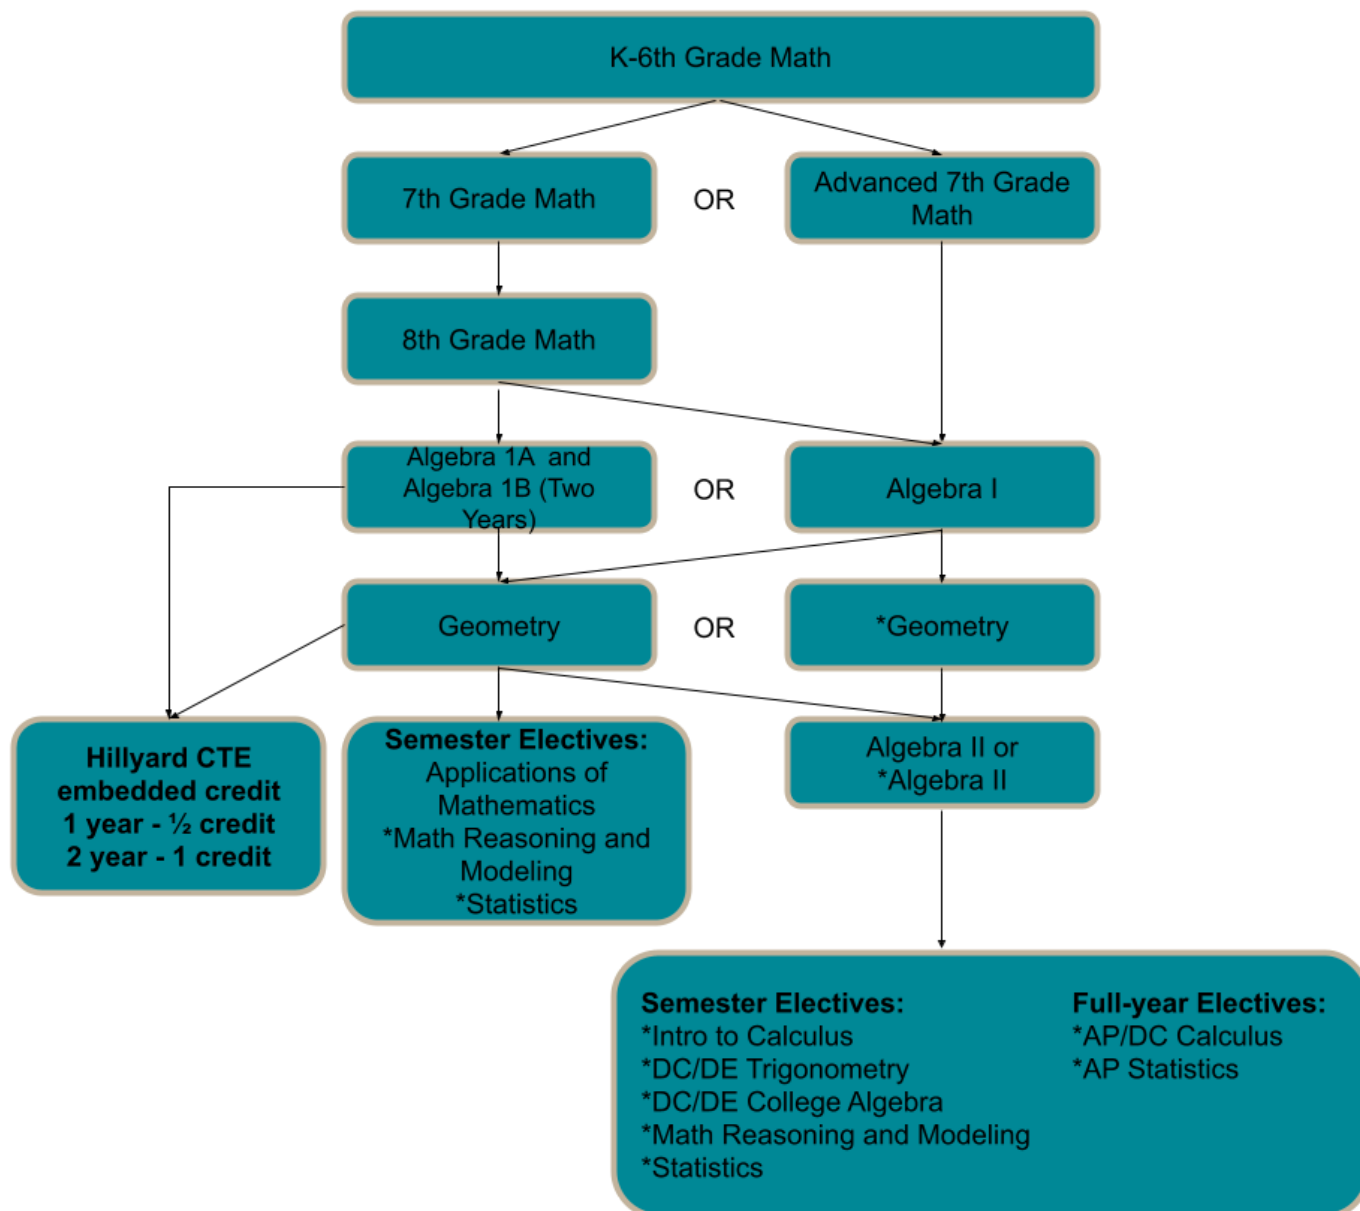 K-6th Grade Math
7th Grade Math
OR
Advanced 7th Grade
Math
8th Grade Math
Algebra 1A and
Algebra 1B (Two
Years)
OR
Algebra I
Geometry
OR
*Geometry
Hillyard CTE
embedded credit
1 year - ½ credit
2 year - 1 credit
Semester Electives:
Applications of
Mathematics
*Math Reasoning and
Modeling
*Statistics
Algebra II or
*Algebra II
Semester Electives:
*Intro to Calculus
*DC/DE Trigonometry
*DC/DE College Algebra
*Math Reasoning and Modeling
*Statistics
Full-year Electives:
*AP/DC Calculus
*AP Statistics